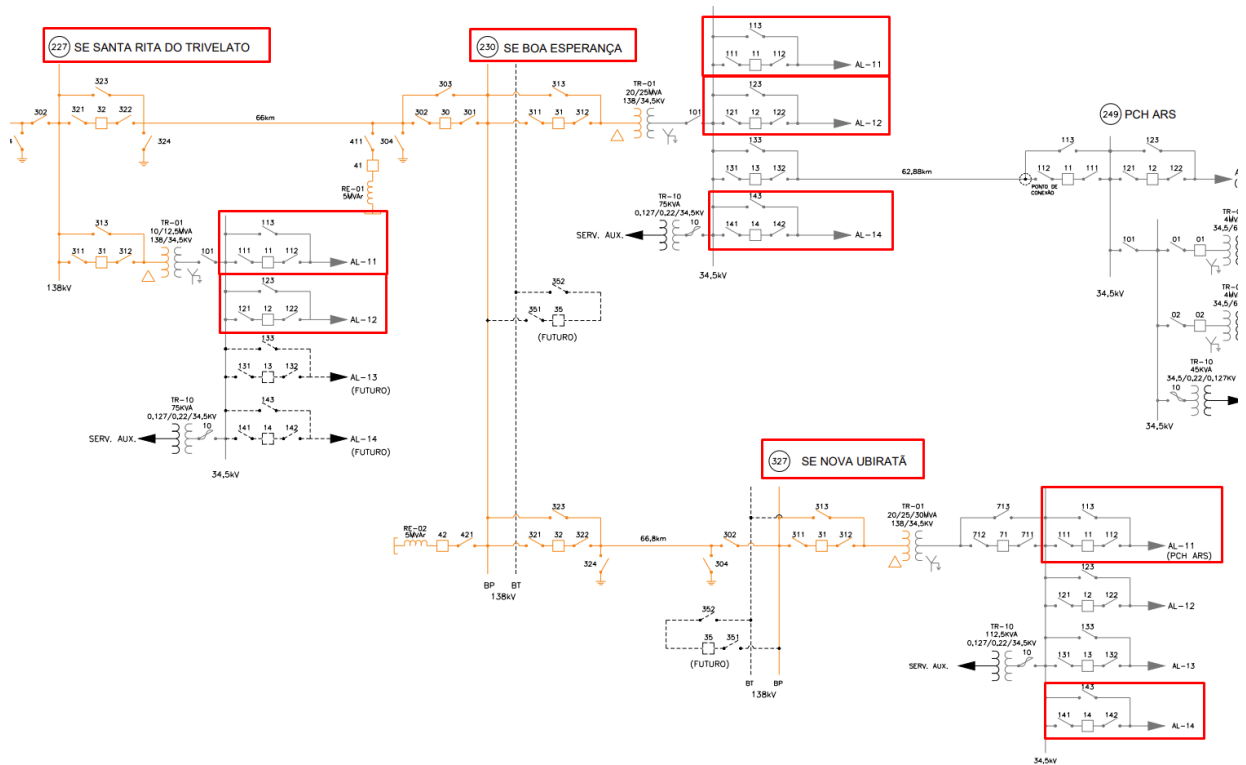 227 SE SANTA RITA DO TRIVELATO
302
321
32
322
323
324
66km
313
311
31
312
TR-01
10/12,5MVA
138/34,5KV
101
138kV
113
111
11
112
AL-11
123
121
12
122
AL-12
133
131
13
132
AL-13
(FUTURO)
143
141
14
142
AL-14
(FUTURO)
TR-10
75KVA
0,127/0,22/34,5KV
10
SERV. AUX.
34,5kV
230 SE BOA ESPERANÇA
303
302
30
301
304
411
41
RE-01
5MVAr
313
311
31
312
TR-01
20/25MVA
138/34,5KV
101
113
111
11
112
AL-11
123
121
12
122
AL-12
133
131
13
132
62,88km
143
141
14
142
AL-14
TR-10
75KVA
0,127/0,22/34,5KV
10
SERV. AUX.
34,5kV
352
351
35
(FUTURO)
RE-02
5MVAr
42
421
323
321
32
322
324
66,8km
BP
BT
138kV
249 PCH ARS
113
112
11
111
PONTO DE
CONEXÃO
123
121
12
122
101
01
01
34,5kV
02
02
TR-10
45KVA
34,5/0,22/0,127KV
10
34,5kV
327 SE NOVA UBIRATÃ
302
304
313
311
31
312
TR-01
20/25/30MVA
138/34,5KV
713
712
71
711
352
35
351
(FUTURO)
BT
BP
138kV
113
111
11
112
AL-11
(PCH ARS)
123
121
12
122
AL-12
133
131
13
132
AL-13
143
141
14
142
AL-14
TR-10
112,5KVA
0,127/0,22/34,5KV
10
SERV. AUX.
34,5kV